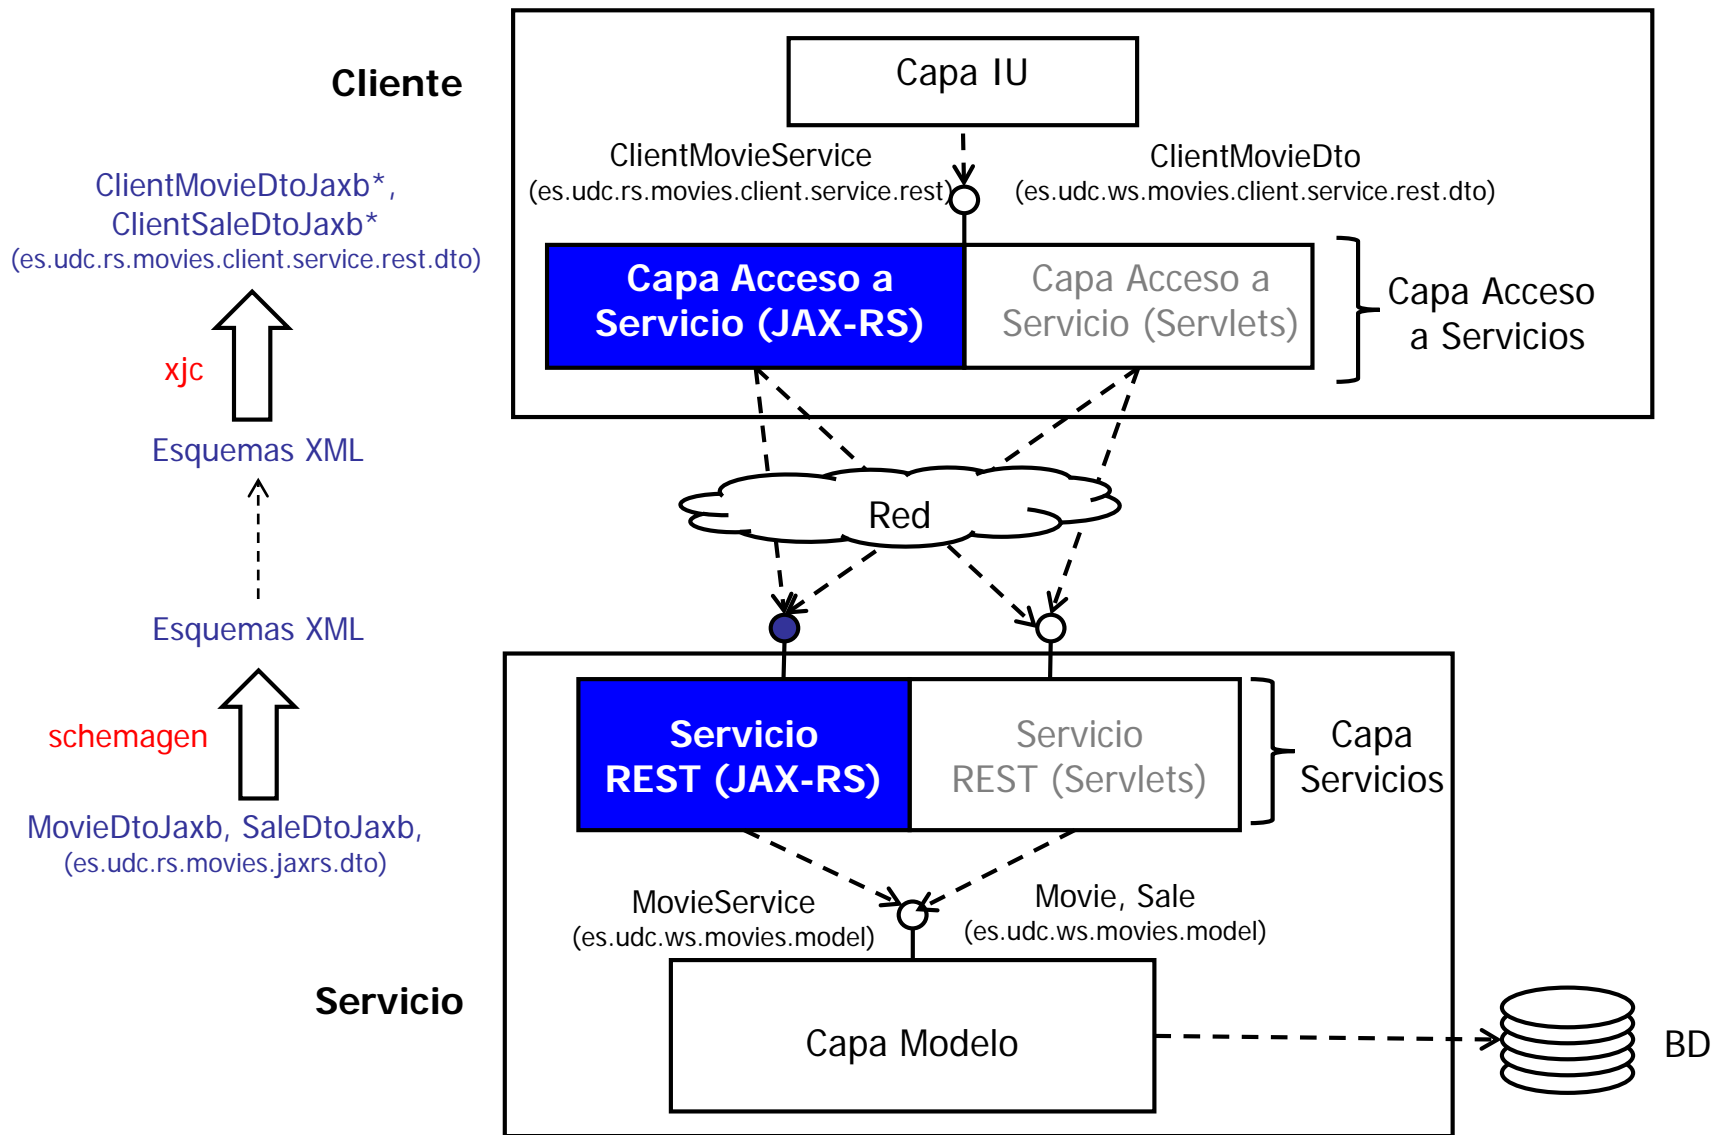 Cliente
Capa IU
ClientMovieService
(es.udc.rs.movies.client.service.rest)
ClientMovieDto
(es.udc.ws.movies.client.service.rest.dto)
ClientMovieDtoJaxb*,
ClientSaleDtoJaxb*
(es.udc.rs.movies.client.service.rest.dto)
Capa Acceso a
Servicio (JAX-RS)
Capa Acceso a
Servicio (Servlets)
Capa Acceso
a Servicios
xjc
Esquemas XML
Red
Esquemas XML
schemagen
Servicio
REST (JAX-RS)
Servicio
REST (Servlets)
Capa
Servicios
MovieDtoJaxb, SaleDtoJaxb,
(es.udc.rs.movies.jaxrs.dto)
MovieService
(es.udc.ws.movies.model)
Movie, Sale
(es.udc.ws.movies.model)
Servicio
Capa Modelo
BD